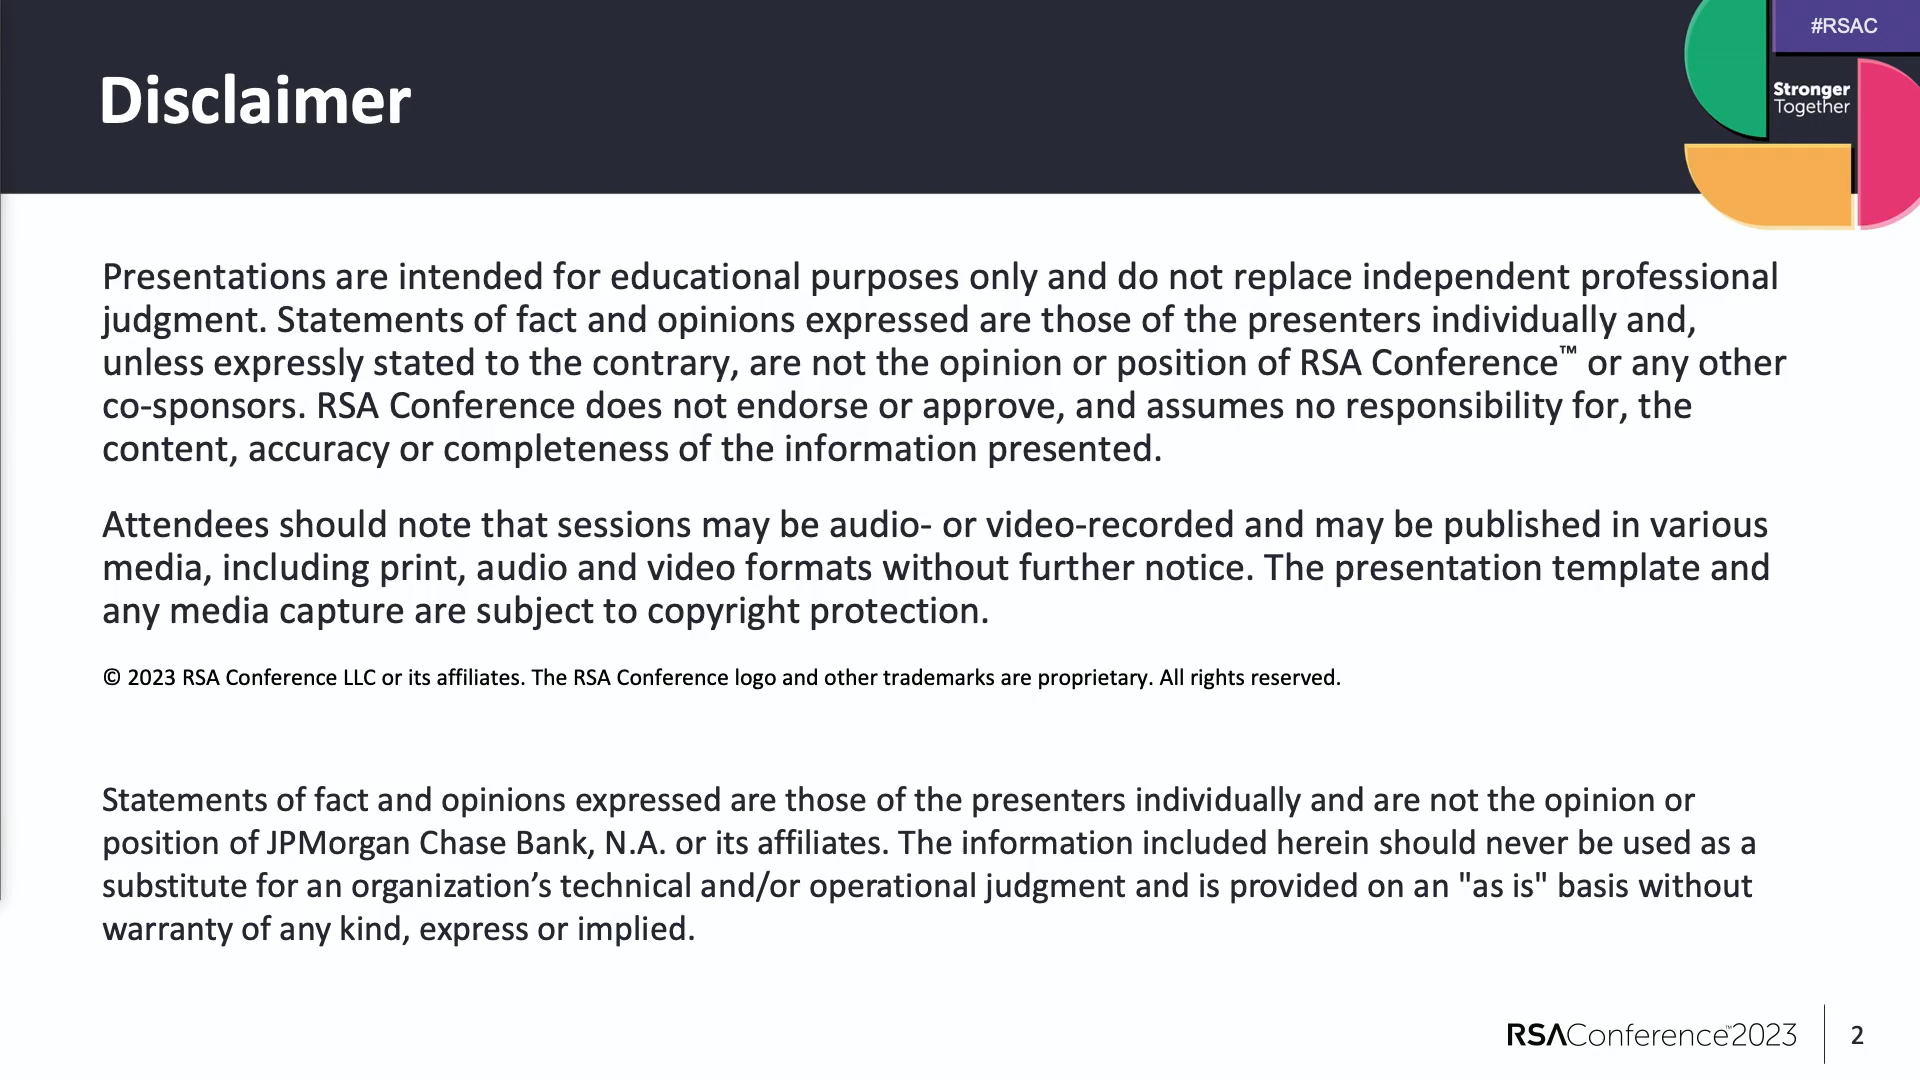 #RSAC
Disclaimer
Stronger
Together
Presentations are intended for educational purposes only and do not replace independent professional
judgment. Statements of fact and opinions expressed are those of the presenters individually and,
unless expressly stated to the contrary, are not the opinion or position of RSA Conference™ or any other
co-sponsors. RSA Conference does not endorse or approve, and assumes no responsibility for, the
content, accuracy or completeness of the information presented.
Attendees should note that sessions may be audio- or video-recorded and may be published in various
media, including print, audio and video formats without further notice. The presentation template and
any media capture are subject to copyright protection.
© 2023 RSA Conference LLC or its affiliates. The RSA Conference logo and other trademarks are proprietary. All rights reserved.
Statements of fact and opinions expressed are those of the presenters individually and are not the opinion or
position of JPMorgan Chase Bank, N.A. or its affiliates. The information included herein should never be used as a
substitute for an organization’s technical and/or operational judgment and is provided on an "as is" basis without
warranty of any kind, express or implied.
RSAConference™2023 2